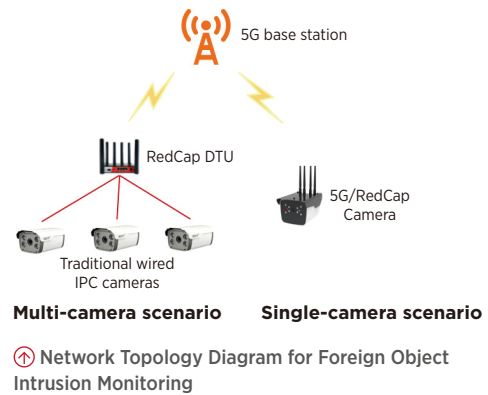 5G base station
RedCap DTU
5G/RedCap
Camera
Traditional wired
IPC cameras
Multi-camera scenario
Single-camera scenario
Network Topology Diagram for Foreign Object
Intrusion Monitoring